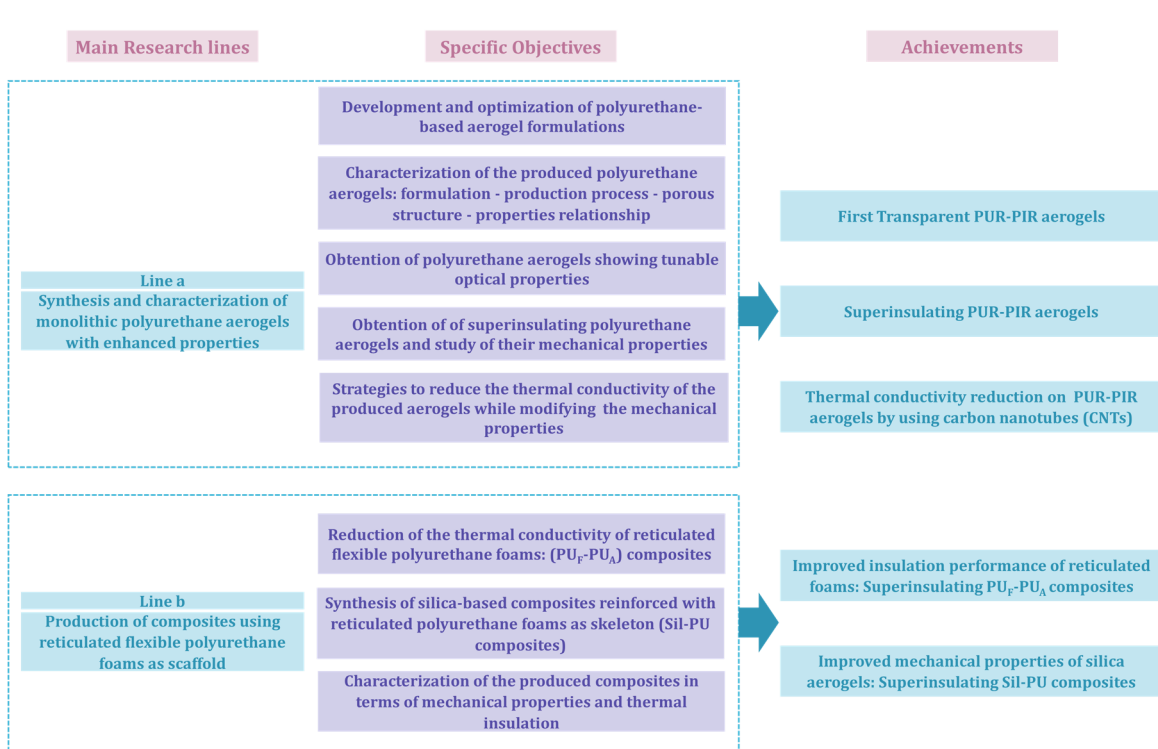 Main Research lines
Specific Objectives
Achievements
Development and optimization of polyurethane-
based aerogel formulations
Characterization of the produced polyurethane
aerogels: formulation - production process - porous
structure - properties relationship
Obtention of polyurethane aerogels showing tunable
optical properties
Obtention of of superinsulating polyurethane
aerogels and study of their mechanical properties
Strategies to reduce the thermal conductivity of the
produced aerogels while modifying the mechanical
properties
Line a
Synthesis and characterization of
monolithic polyurethane aerogels
with enhanced properties
First Transparent PUR-PIR aerogels
Superinsulating PUR-PIR aerogels
Thermal conductivity reduction on PUR-PIR
aerogels by using carbon nanotubes (CNTs)
Reduction of the thermal conductivity of reticulated
flexible polyurethane foams: (PU_F-PU_A) composites
Synthesis of silica-based composites reinforced with
reticulated polyurethane foams as skeleton (Sil-PU
composites)
Characterization of the produced composites in
terms of mechanical properties and thermal
insulation
Line b
Production of composites using
reticulated flexible polyurethane
foams as scaffold
Improved insulation performance of reticulated
foams: Superinsulating PU_F-PU_A composites
Improved mechanical properties of silica
aerogels: Superinsulating Sil-PU composites